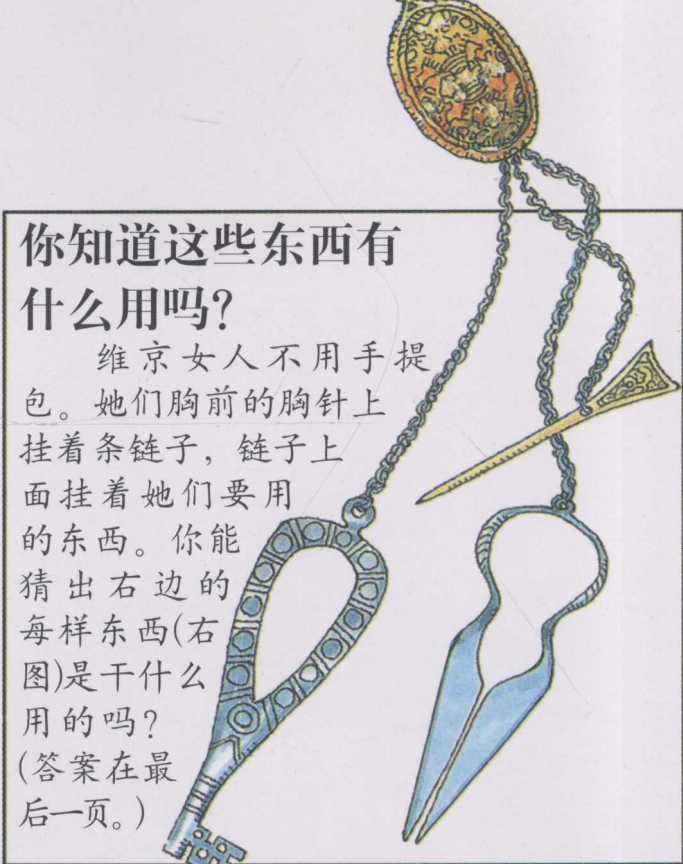 你知道这些东西有
什么用吗?
维京女人不用手提
包。她们胸前的胸针上
挂着条链子，链子上
面挂着她们要用
的东西。你能
猜出右边的
每样东西(右
图)是干什么
用的吗?
(答案在最
后一页。)